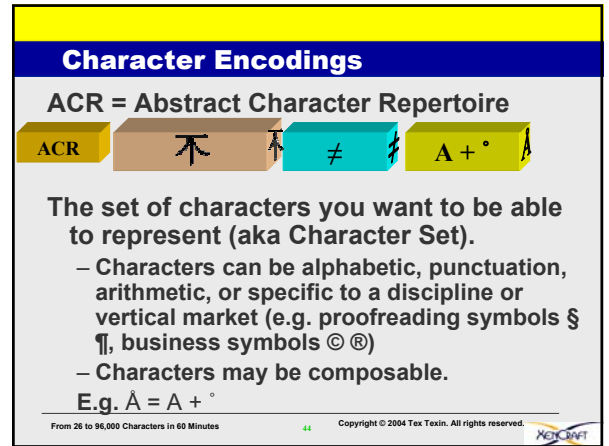 Character Encodings
ACR = Abstract Character Repertoire
ACR 不 不 ≠ ≠ A + ˚ Å
The set of characters you want to be able
to represent (aka Character Set).
– Characters can be alphabetic, punctuation,
arithmetic, or specific to a discipline or
vertical market (e.g. proofreading symbols §
¶, business symbols © ®)
– Characters may be composable.
E.g. Å = A + ˚
From 26 to 96,000 Characters in 60 Minutes 44 Copyright © 2004 Tex Texin. All rights reserved. XENCRAFT